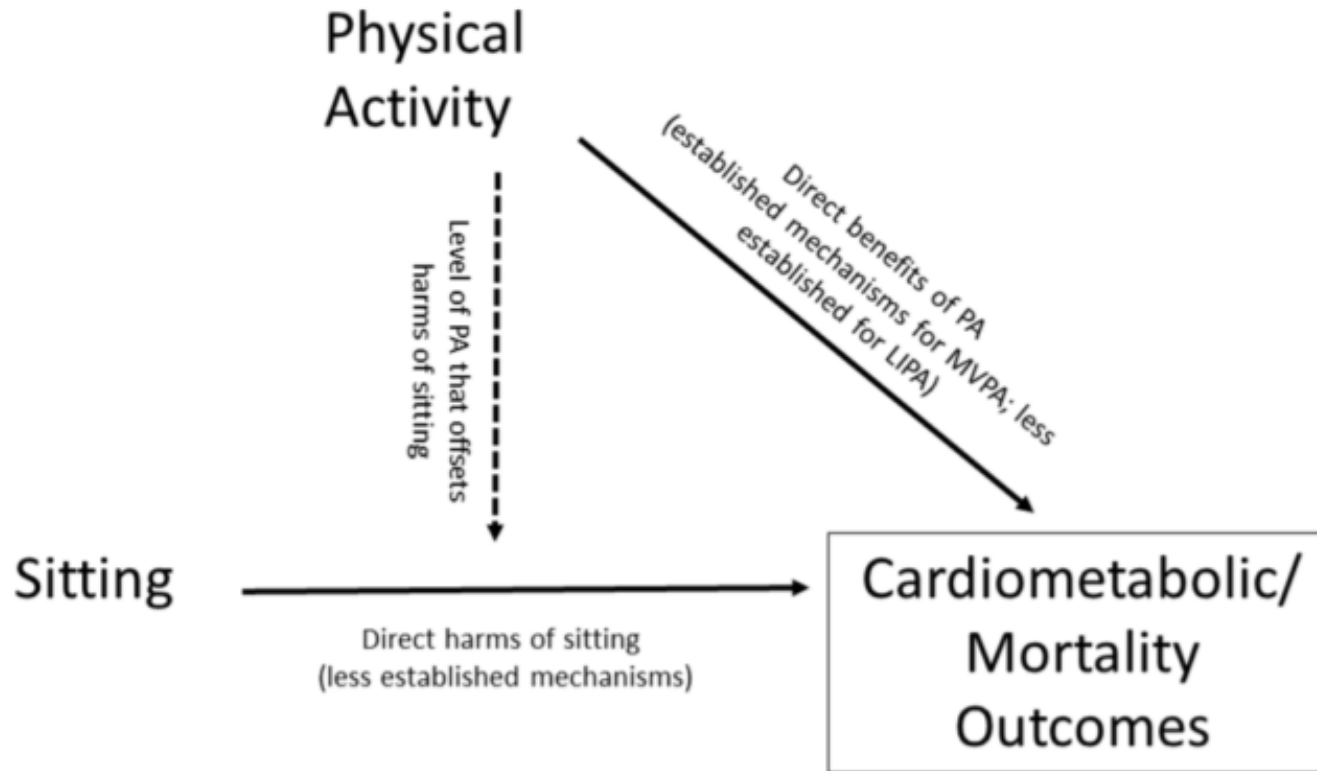 Physical
Activity
Direct benefits of PA
(established mechanisms for MVPA; less
established for LIPA)
Level of PA that offsets
harms of sitting
Sitting
Direct harms of sitting
(less established mechanisms)
Cardiometabolic/
Mortality
Outcomes